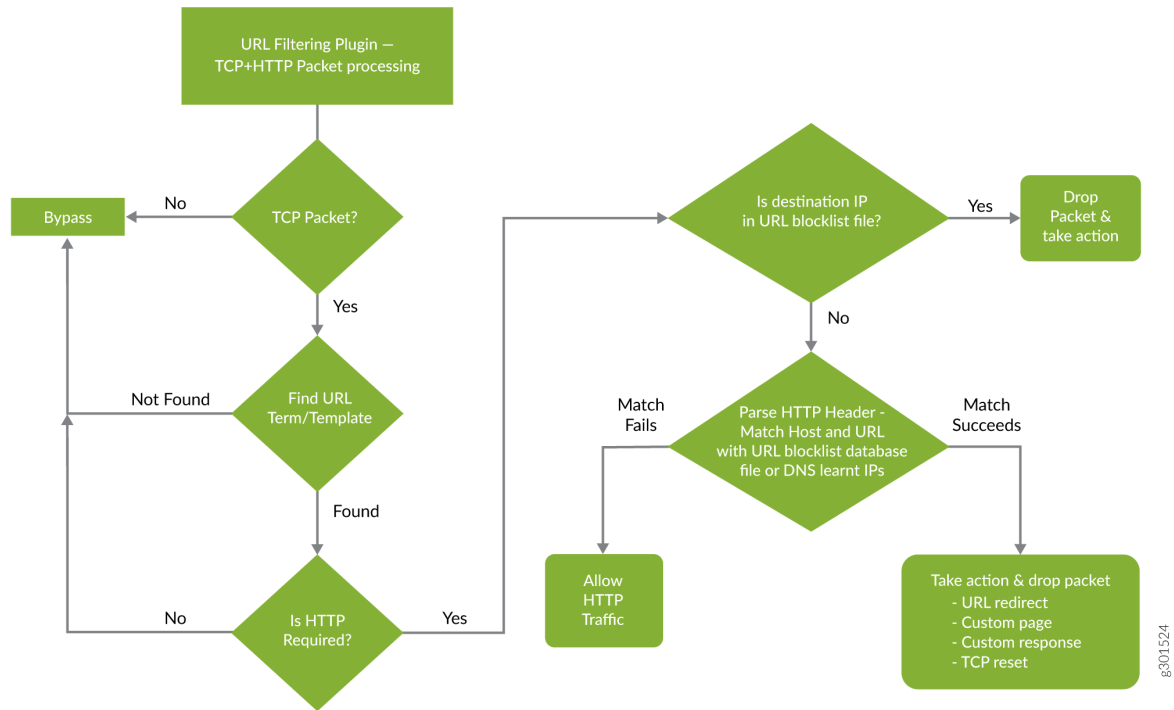 URL Filtering Plugin —
TCP+HTTP Packet processing
TCP Packet?
No
Bypass
Yes
Find URL
Term/Template
Not Found
Found
Is HTTP
Required?
No
Yes
Is destination IP
in URL blocklist file?
Yes
Drop
Packet &
take action
No
Parse HTTP Header -
Match Host and URL
with URL blocklist database
file or DNS learnt IPs
Match
Fails
Allow
HTTP
Traffic
Match
Succeeds
Take action & drop packet
- URL redirect
- Custom page
- Custom response
- TCP reset
g301524